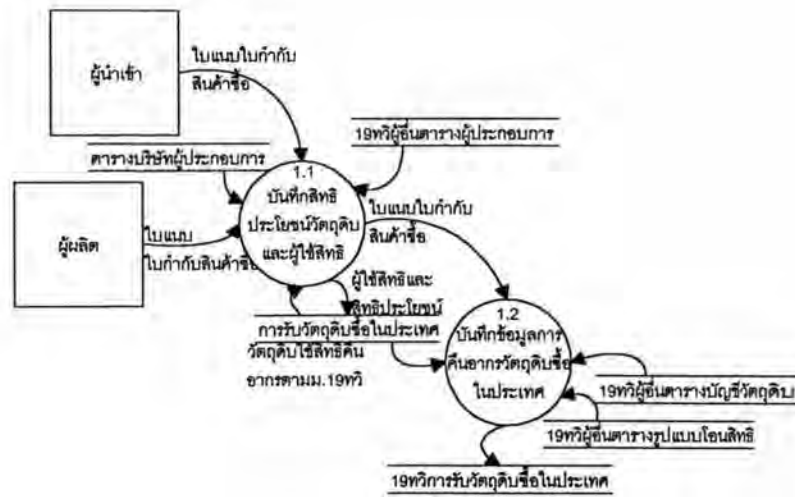 ใบแนบใบกำกับ
สินค้าซื้อ
ผู้นำเข้า
19ทวิผู้อื่นตารางผู้ประกอบการ
ตารางบริษัทผู้ประกอบการ
1.1
บันทึกสิทธิ
ประโยชน์วัตถุดิบ
และผู้ใช้สิทธิ
ใบแนบใบกำกับ
สินค้าซื้อ
ผู้ผลิต
ใบแนบ
ใบกำกับสินค้าซื้อ
ผู้ใช้สิทธิและ
สิทธิประโยชน์
การรับวัตถุดิบซื้อในประเทศ
วัตถุดิบใช้สิทธิคืน
อากรตามม.19ทวิ
1.2
บันทึกข้อมูลการ
คืนอากรวัตถุดิบซื้อ
ในประเทศ
19ทวิผู้อื่นตารางบัญชีวัตถุดิบ
19ทวิผู้อื่นตารางรูปแบบโอนสิทธิ
19ทวิการรับวัตถุดิบซื้อในประเทศ